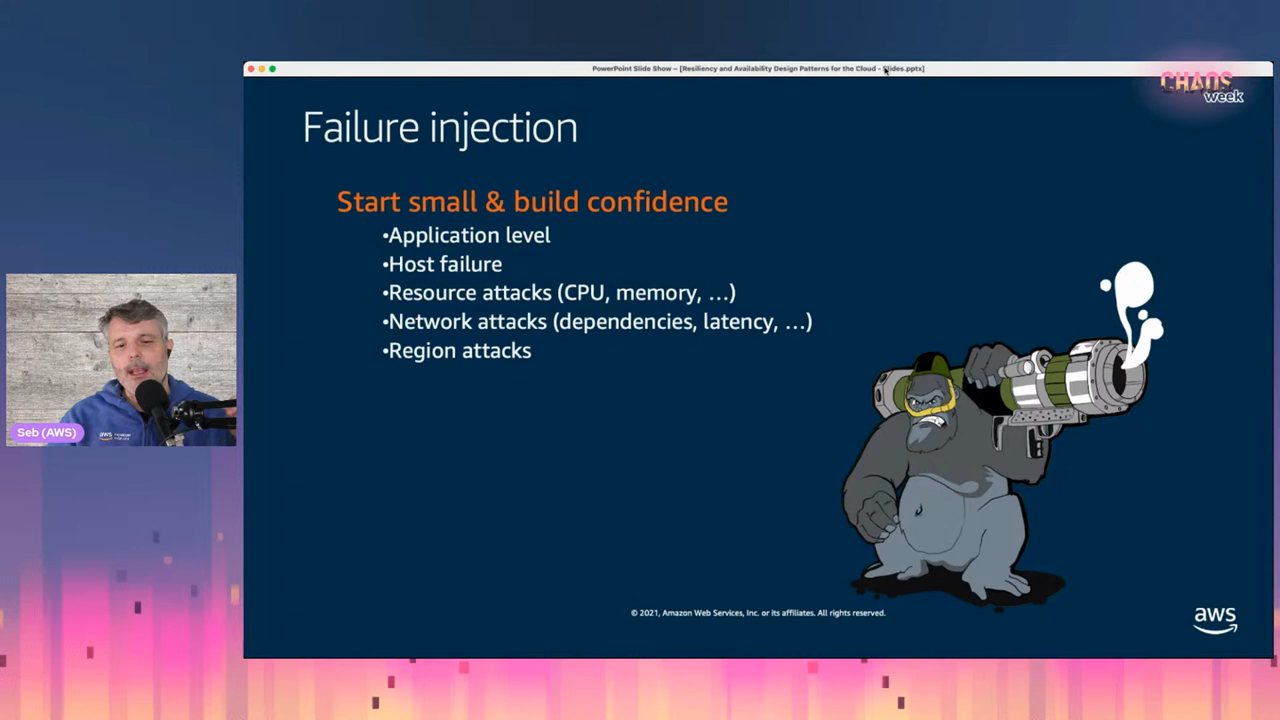 PowerPoint Slide Show – [Resiliency and Availability Design Patterns for the Cloud - Slides.pptx]
CHAOS
week
Failure injection
Start small & build confidence
•Application level
•Host failure
•Resource attacks (CPU, memory, …)
•Network attacks (dependencies, latency, …)
•Region attacks
Seb (AWS)
aws
© 2021, Amazon Web Services, Inc. or its affiliates. All rights reserved.
aws